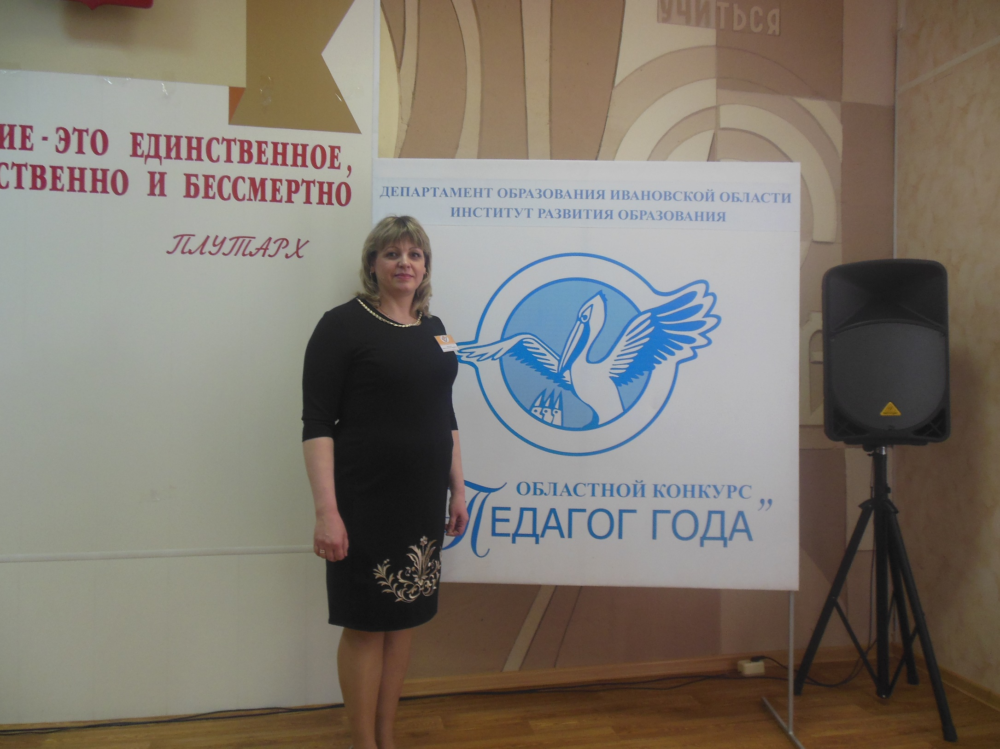 УЧИТЬСЯ
ИЕ - ЭТО ЕДИНСТВЕННОЕ,
СТВЕННО И БЕССМЕРТНО
ПЛУТАРХ
ДЕПАРТАМЕНТ ОБРАЗОВАНИЯ ИВАНОВСКОЙ ОБЛАСТИ
ИНСТИТУТ РАЗВИТИЯ ОБРАЗОВАНИЯ
ОБЛАСТНОЙ КОНКУРС
ПЕДАГОГ ГОДА”